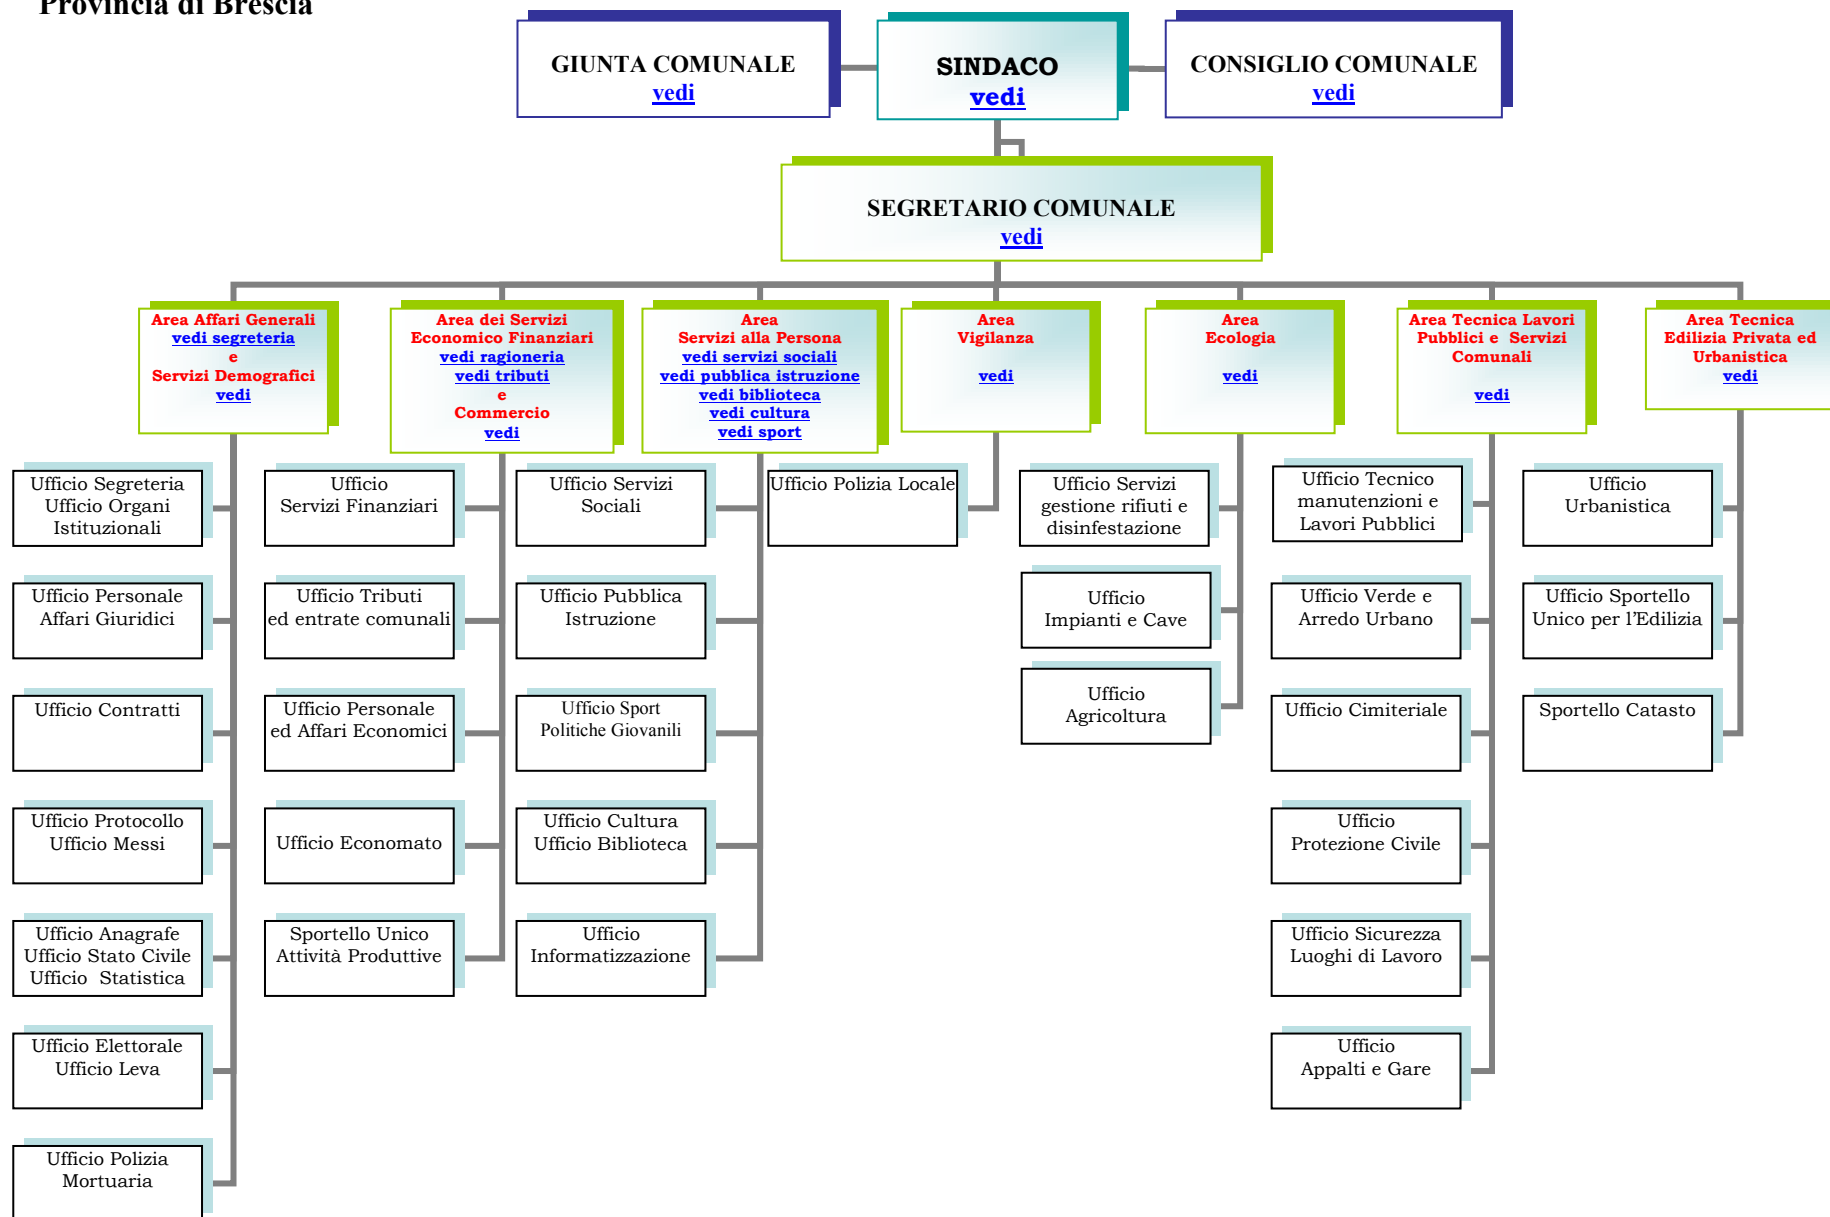 Provincia di Brescia
GIUNTA COMUNALE
vedi
SINDACO
vedi
CONSIGLIO COMUNALE
vedi
SEGRETARIO COMUNALE
vedi
Area Affari Generali
vedi segreteria
e
Servizi Demografici
vedi
Area dei Servizi
Economico Finanziari
vedi ragioneria
vedi tributi
e
Commercio
vedi
Area
Servizi alla Persona
vedi servizi sociali
vedi pubblica istruzione
vedi biblioteca
vedi cultura
vedi sport
Area
Vigilanza
vedi
Area
Ecologia
vedi
Area Tecnica Lavori
Pubblici e Servizi
Comunali
vedi
Area Tecnica
Edilizia Privata ed
Urbanistica
vedi
Ufficio Segreteria
Ufficio Organi
Istituzionali
Ufficio Personale
Affari Giuridici
Ufficio Contratti
Ufficio Protocollo
Ufficio Messi
Ufficio Anagrafe
Ufficio Stato Civile
Ufficio Statistica
Ufficio Elettorale
Ufficio Leva
Ufficio Polizia
Mortuaria
Ufficio
Servizi Finanziari
Ufficio Tributi
ed entrate comunali
Ufficio Personale
ed Affari Economici
Ufficio Economato
Sportello Unico
Attività Produttive
Ufficio Servizi
Sociali
Ufficio Pubblica
Istruzione
Ufficio Sport
Politiche Giovanili
Ufficio Cultura
Ufficio Biblioteca
Ufficio
Informatizzazione
Ufficio Polizia Locale
Ufficio Servizi
gestione rifiuti e
disinfestazione
Ufficio
Impianti e Cave
Ufficio
Agricoltura
Ufficio Tecnico
manutenzioni e
Lavori Pubblici
Ufficio Verde e
Arredo Urbano
Ufficio Cimiteriale
Ufficio
Protezione Civile
Ufficio Sicurezza
Luoghi di Lavoro
Ufficio
Appalti e Gare
Ufficio
Urbanistica
Ufficio Sportello
Unico per l'Edilizia
Sportello Catasto